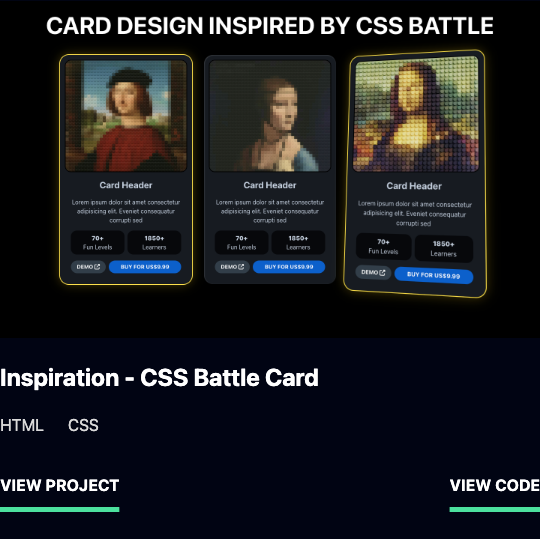 CARD DESIGN INSPIRED BY CSS BATTLE
Card Header
Lorem ipsum dolor sit amet consectetur
adipisicing elit. Eveniet consequatur
corrupti sed
70+
Fun Levels
1850+
Learners
DEMO
BUY FOR US$9.99
Card Header
Lorem ipsum dolor sit amet consectetur
adipisicing elit. Eveniet consequatur
corrupti sed
70+
Fun Levels
1850+
Learners
DEMO
BUY FOR US$9.99
Card Header
Lorem ipsum dolor sit amet consectetur
adipisicing elit. Eveniet consequatur
corrupti sed
70+
Fun Levels
1850+
Learners
DEMO
BUY FOR US$9.99
Inspiration - CSS Battle Card
HTML CSS
VIEW PROJECT
VIEW CODE